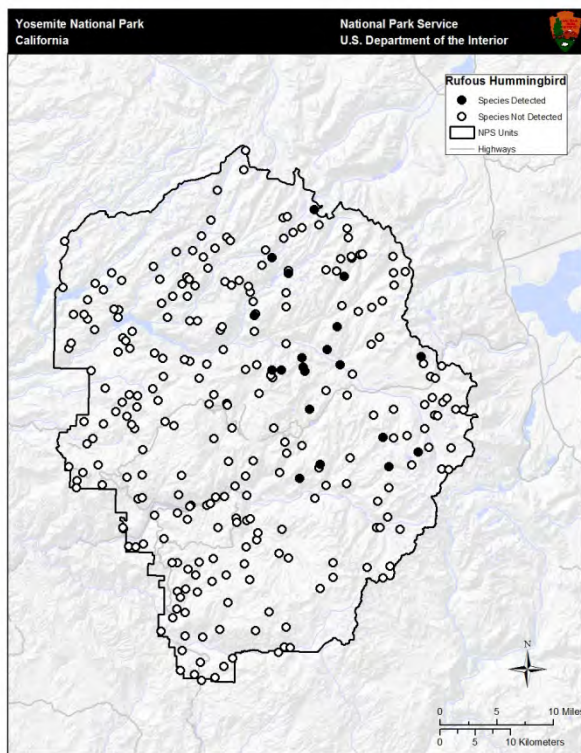 Yosemite National Park
California
National Park Service
U.S. Department of the Interior
Rufous Hummingbird
Species Detected
Species Not Detected
NPS Units
Highways
N
0 5 10 Miles
0 5 10 Kilometers